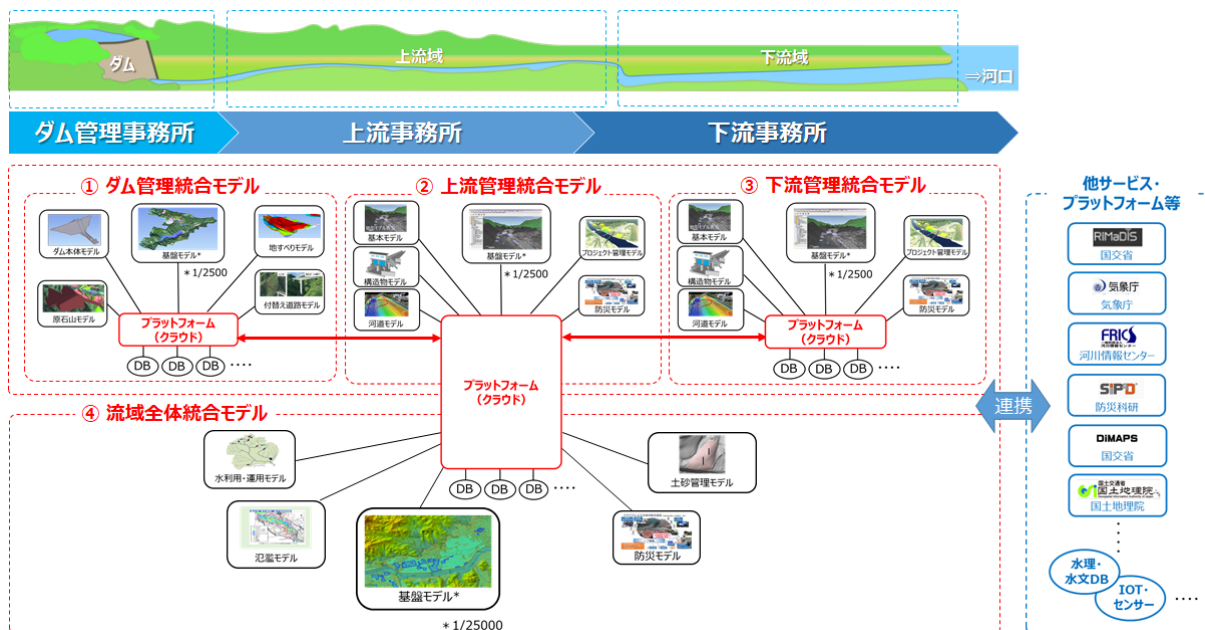 ダム
上流域
下流域
⇒河口
ダム管理事務所
上流事務所
下流事務所
① ダム管理統合モデル
ダム本体モデル
基盤モデル*
＊1/2500
地すべりモデル
原石山モデル
付替え道路モデル
プラットフォーム
（クラウド）
DB
DB
DB
････
② 上流管理統合モデル
基本モデル
構造物モデル
河道モデル
基盤モデル*
＊1/2500
プロジェクト管理モデル
防災モデル
プラットフォーム
（クラウド）
DB
DB
DB
････
③ 下流管理統合モデル
基本モデル
構造物モデル
河道モデル
基盤モデル*
＊1/2500
プロジェクト管理モデル
防災モデル
プラットフォーム
（クラウド）
DB
DB
DB
････
④ 流域全体統合モデル
水利用・運用モデル
氾濫モデル
基盤モデル*
＊1/25000
防災モデル
土砂管理モデル
連携
他サービス・
プラットフォーム等
RiMaDIS
国交省
気象庁
気象庁
FRICS
河川情報センター
SIP4D
防災科研
DiMAPS
国交省
国土交通省
国土地理院
国土地理院
水理・
水文DB
IOT・
センサー
････